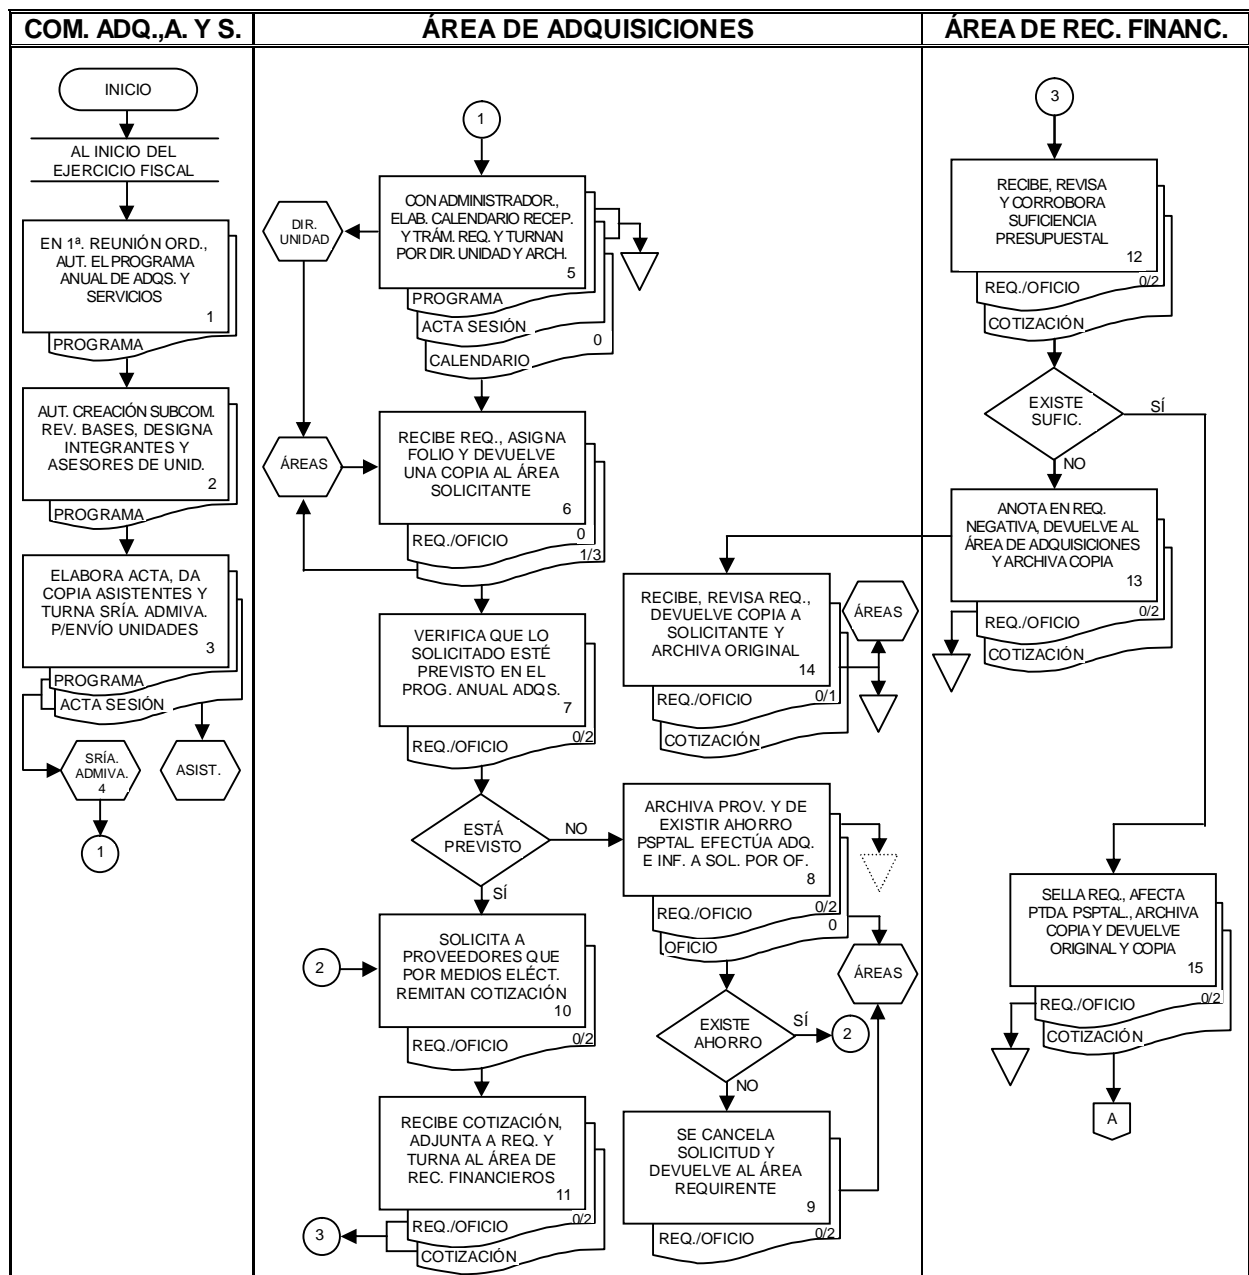 COM. ADQ.,A. Y S.
ÁREA DE ADQUISICIONES
ÁREA DE REC. FINANC.
INICIO
AL INICIO DEL
EJERCICIO FISCAL
EN 1ª. REUNIÓN ORD.,
AUT. EL PROGRAMA
ANUAL DE ADQS. Y
SERVICIOS
1
PROGRAMA
AUT. CREACIÓN SUBCOM.
REV. BASES, DESIGNA
INTEGRANTES Y
ASESORES DE UNID.
2
PROGRAMA
ELABORA ACTA, DA
COPIA ASISTENTES Y
TURNA SRÍA. ADMIVA.
P/ENVÍO UNIDADES
3
PROGRAMA
ACTA SESIÓN
SRÍA.
ADMIVA.
4
ASIST.
1
1
DIR.
UNIDAD
CON ADMINISTRADOR.,
ELAB. CALENDARIO RECEP.
Y TRÁM. REQ. Y TURNAN
POR DIR. UNIDAD Y ARCH.
5
PROGRAMA
ACTA SESIÓN
0
CALENDARIO
ÁREAS
RECIBE REQ., ASIGNA
FOLIO Y DEVUELVE
UNA COPIA AL ÁREA
SOLICITANTE
6
REQ./OFICIO
0
1/3
VERIFICA QUE LO
SOLICITADO ESTÉ
PREVISTO EN EL
PROG. ANUAL ADQS.
7
REQ./OFICIO
0/2
ESTÁ
PREVISTO
NO
SÍ
2
SOLICITA A
PROVEEDORES QUE
POR MEDIOS ELÉCT.
REMITAN COTIZACIÓN
10
REQ./OFICIO
0/2
RECIBE COTIZACIÓN,
ADJUNTA A REQ. Y
TURNA AL ÁREA DE
REC. FINANCIEROS
11
REQ./OFICIO
0/2
COTIZACIÓN
3
RECIBE, REVISA REQ.,
DEVUELVE COPIA A
SOLICITANTE Y
ARCHIVA ORIGINAL
14
REQ./OFICIO
0/1
COTIZACIÓN
ÁREAS
ARCHIVA PROV. Y DE
EXISTIR AHORRO
PSPTAL. EFECTÚA ADQ.
E INF. A SOL. POR OF.
8
REQ./OFICIO
0/2
0
OFICIO
ÁREAS
EXISTE
AHORRO
SÍ
2
NO
SE CANCELA
SOLICITUD Y
DEVUELVE AL ÁREA
REQUIRENTE
9
REQ./OFICIO
0/2
3
RECIBE, REVISA
Y CORROBORA
SUFICIENCIA
PRESUPUESTAL
12
REQ./OFICIO
0/2
COTIZACIÓN
EXISTE
SUFIC.
SÍ
NO
ANOTA EN REQ.
NEGATIVA, DEVUELVE AL
ÁREA DE ADQUISICIONES
Y ARCHIVA COPIA
13
REQ./OFICIO
0/2
COTIZACIÓN
SELLA REQ., AFECTA
PTDA. PSPTAL., ARCHIVA
COPIA Y DEVUELVE
ORIGINAL Y COPIA
15
REQ./OFICIO
0/2
COTIZACIÓN
A